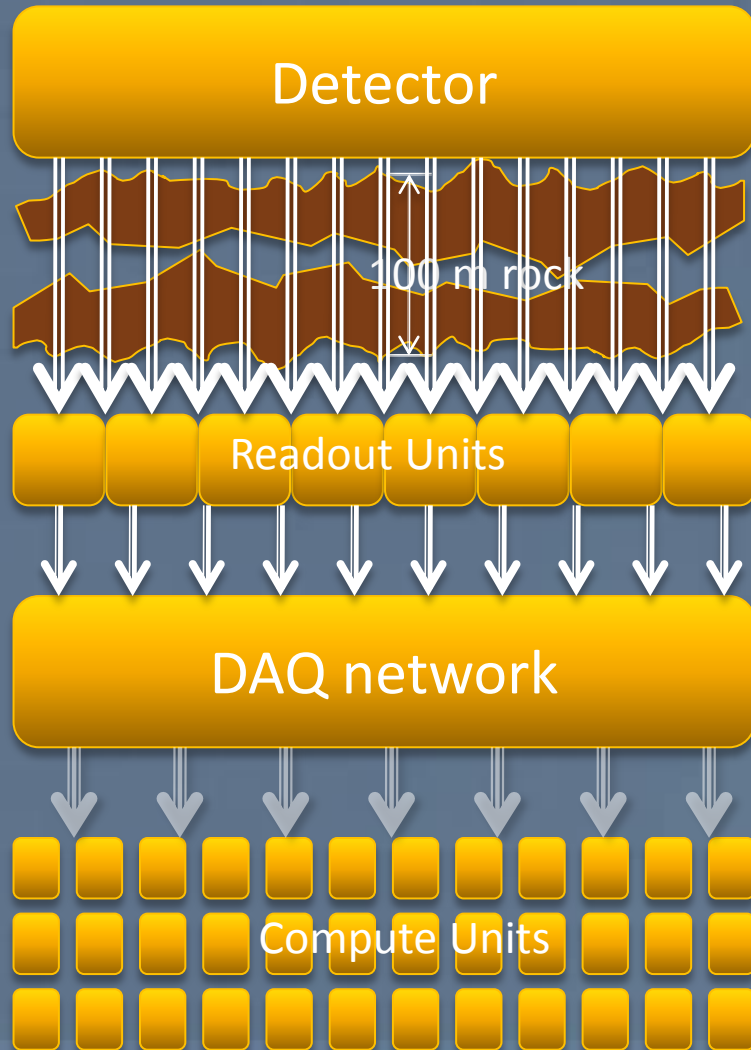 Detector
100 m rock
Readout Units
DAQ network
Compute Units